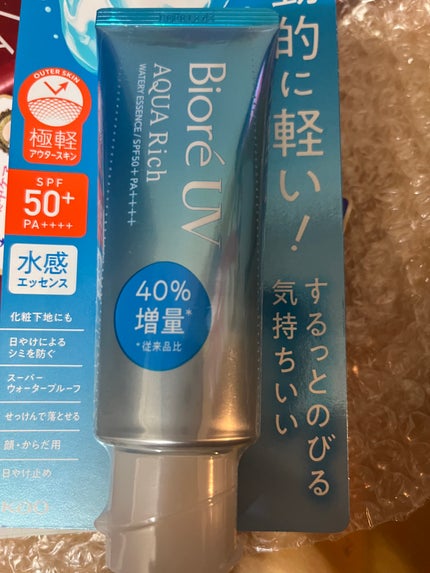 OUTER SKIN
極軽
アウタースキン
SPF
50+
PA++++
水感
エッセンス
化粧下地にも
日やけによる
シミを防ぐ
スーパー
ウォータープルーフ
せっけんで落とせる
顔・からだ用
日やけ止め
Bioré UV
AQUA Rich
WATERY ESSENCE / SPF50+ PA++++
40%
増量*
*従来品比
的に軽い!
するっとのびる
気持ちいい